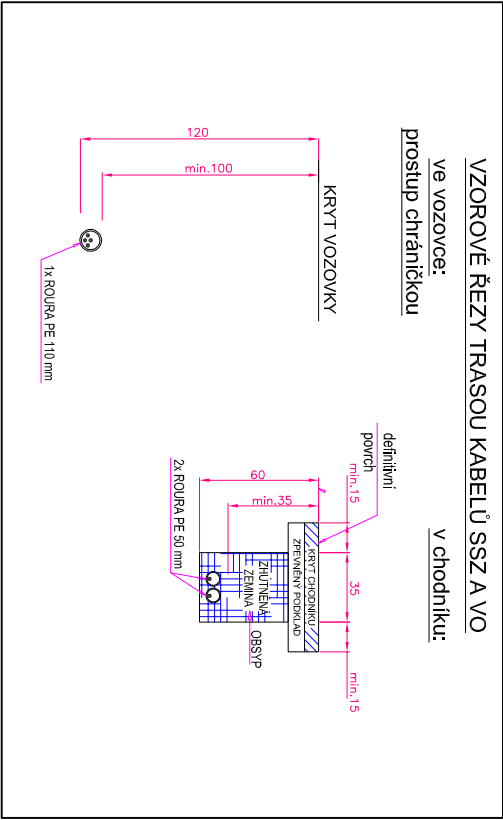 VZOROVÉ ŘEZY TRASOU KABELŮ SSZ A VO
ve vozovce:
prostup chráničkou
KRYT VOZOVKY
120
min.100
1x ROURA PE 110 mm
v chodníku:
definitivní
povrch
min.15
35
min.15
60
min.35
KRYT CHODNÍKU
ZPEVNĚNÝ PODKLAD
ZHUTNĚNÁ
ZEMINA
OBSYP
2x ROURA PE 50 mm